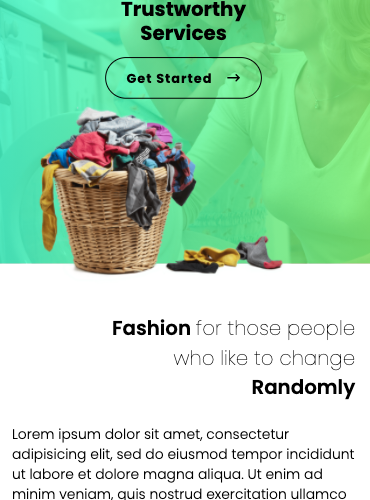 Trustworthy
Services
Get Started →
Fashion for those people
who like to change
Randomly
Lorem ipsum dolor sit amet, consectetur
adipisicing elit, sed do eiusmod tempor incididunt
ut labore et dolore magna aliqua. Ut enim ad
minim veniam, quis nostrud exercitation ullamco